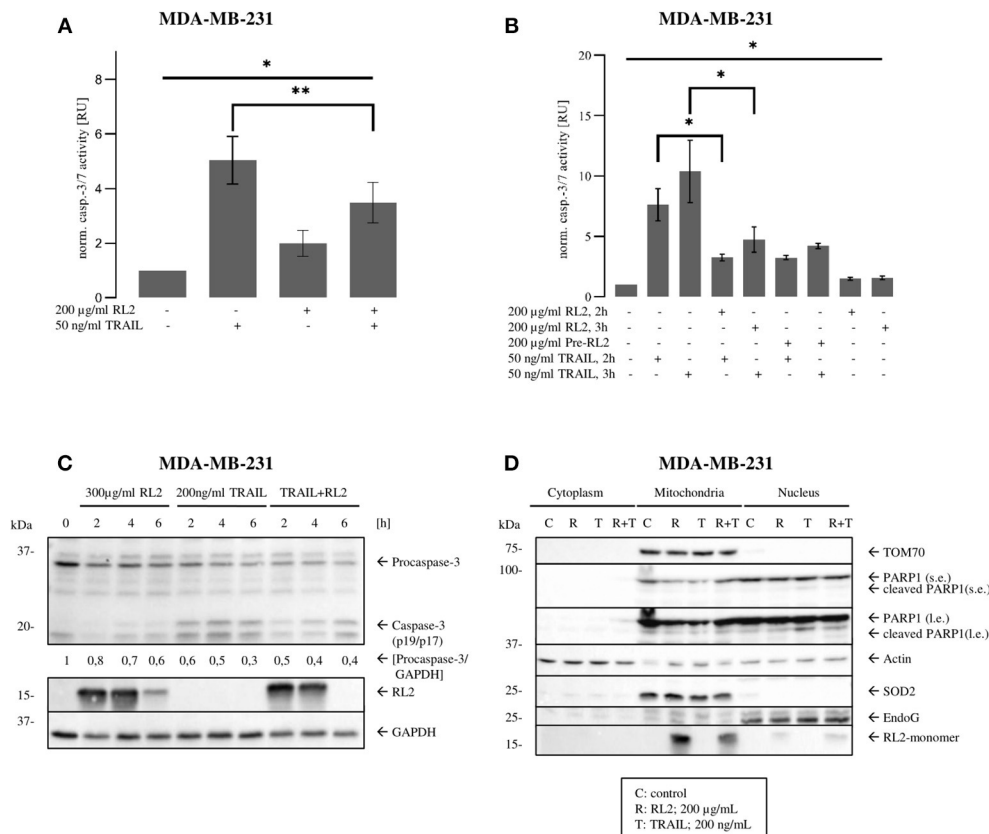 A
MDA-MB-231
norm. casp.-3/7 activity [RU]
8
6
4
2
0
*
**
200 µg/ml RL2 - - + +
50 ng/ml TRAIL - + - +
B
MDA-MB-231
norm. casp.-3/7 activity [RU]
20
15
10
5
0
*
*
*
200 µg/ml RL2, 2h - - - + - - - + -
200 µg/ml RL2, 3h - - - - + - - - +
200 µg/ml Pre-RL2 - - - - - + + - -
50 ng/ml TRAIL, 2h - + - + - + - - -
50 ng/ml TRAIL, 3h - - + - + - + - -
C
MDA-MB-231
300µg/ml RL2 200ng/ml TRAIL TRAIL+RL2
kDa 0 2 4 6 2 4 6 2 4 6 [h]
37-
← Procaspase-3
20-
← Caspase-3
(p19/p17)
1 0,8 0,7 0,6 0,6 0,5 0,3 0,5 0,4 0,4 ← [Procaspase-3/
GAPDH]
15- ← RL2
37-
← GAPDH
D
MDA-MB-231
Cytoplasm Mitochondria Nucleus
kDa C R T R+T C R T R+T C R T R+T
75- ← TOM70
100-
← PARP1 (s.e.)
← cleaved PARP1(s.e.)
← PARP1 (l.e.)
← cleaved PARP1(l.e.)
37-
← Actin
25- ← SOD2
25- ← EndoG
15- ← RL2-monomer
C: control
R: RL2; 200 µg/mL
T: TRAIL; 200 ng/mL